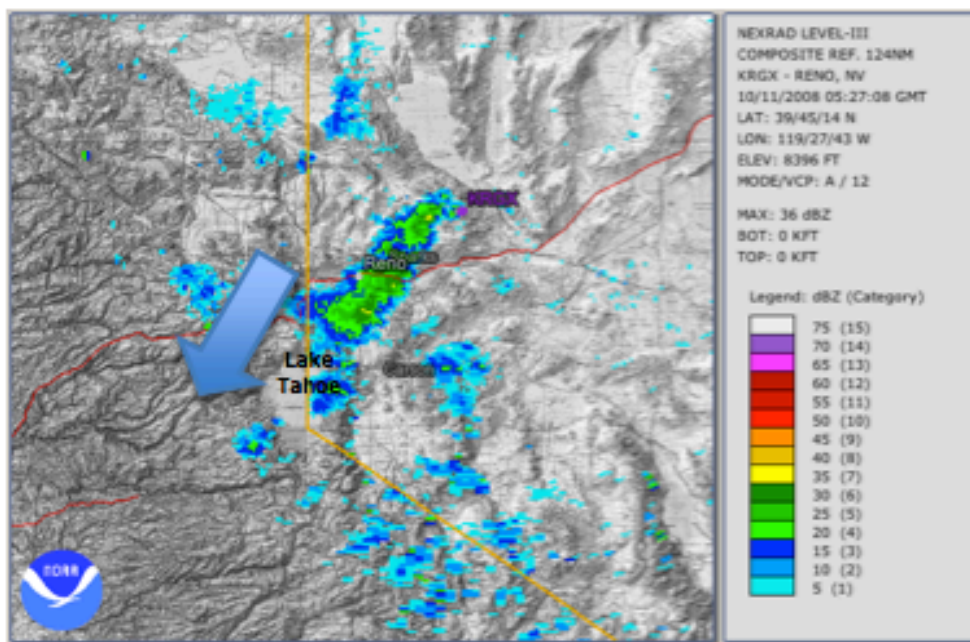 NEXRAD LEVEL-III
COMPOSITE REF. 124NM
KRGX - RENO, NV
10/11/2008 05:27:08 GMT
LAT: 39/45/14 N
LON: 119/27/43 W
ELEV: 8396 FT
MODE/VCP: A / 12
MAX: 36 dBZ
BOT: 0 KFT
TOP: 0 KFT
Legend: dBZ (Category)
75 (15)
70 (14)
65 (13)
60 (12)
55 (11)
50 (10)
45 (9)
40 (8)
35 (7)
30 (6)
25 (5)
20 (4)
15 (3)
10 (2)
5 (1)
KRGX
Reno
Lake
Tahoe
Carson
NOAA